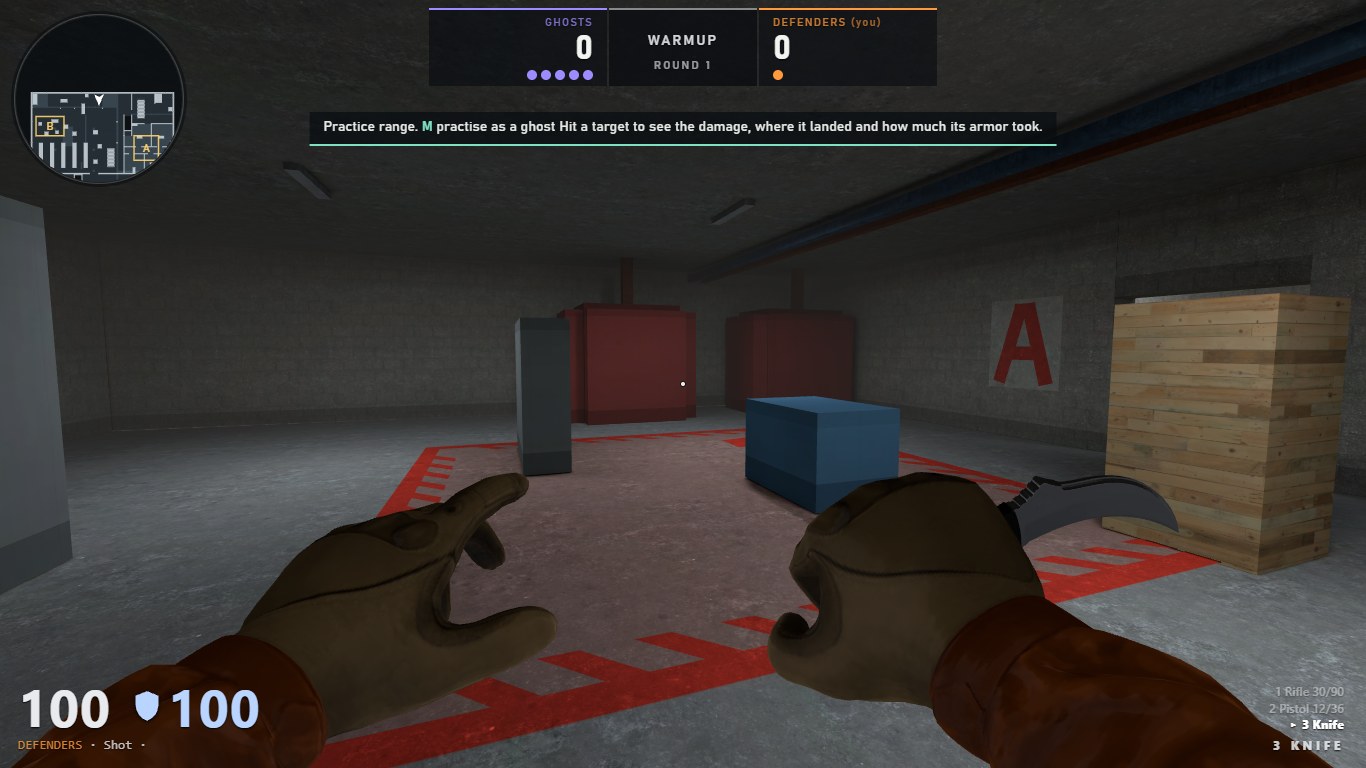 GHOSTS
0
WARMUP
ROUND 1
DEFENDERS (you)
0
B
A
Practice range. M practise as a ghost Hit a target to see the damage, where it landed and how much its armor took.
A
100 100
DEFENDERS · Shot ·
1 Rifle 30/90
2 Pistol 12/36
▸ 3 Knife
3 KNIFE